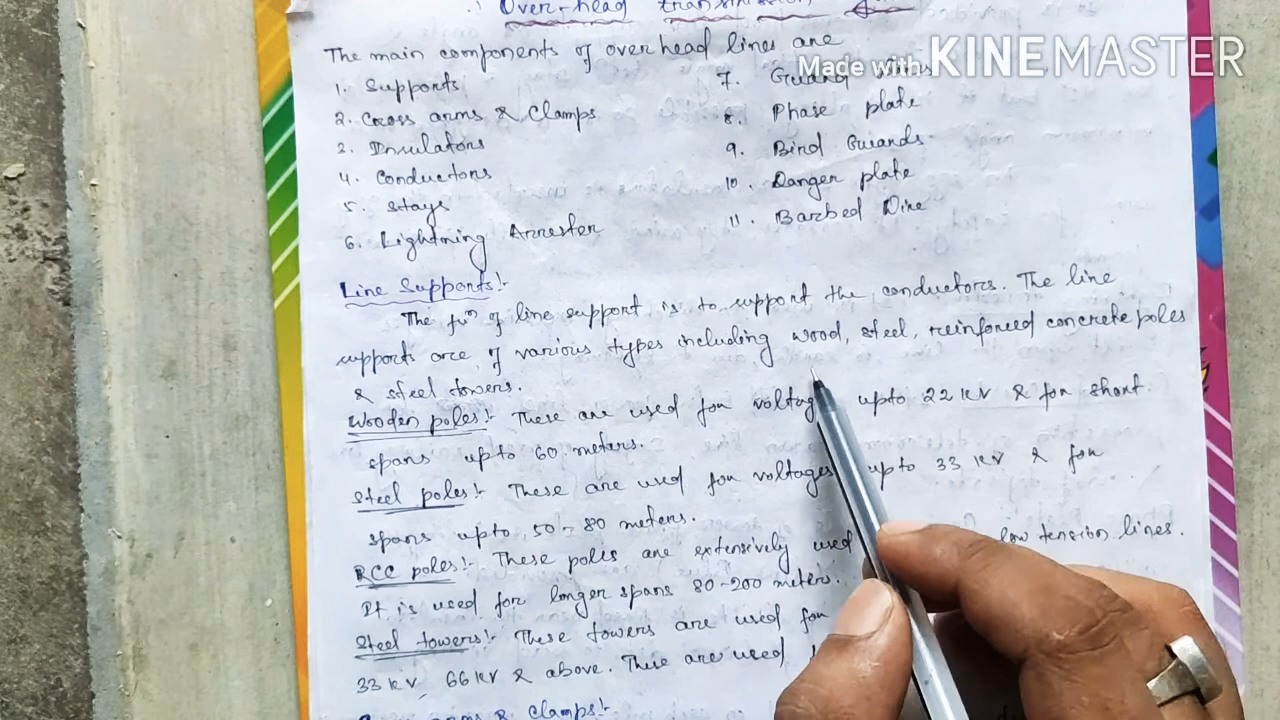 Over-head
The main components of over head lines are
Made with KINEMASTER
1. Supports
2. Cross arms & Clamps
3. Insulators
4. Conductors
5. Stays
6. Lightning Arrester
7. Guard
8. Phase plate
9. Bird Guards
10. Danger plate
11. Barbed Wire
Line Supports:-
The fuⁿ of line support is to support the conductors. The line
supports are of various types including wood, steel, reinforced concrete poles
& steel towers.
Wooden poles:- These are used for voltage upto 22 kV & for short
spans upto 60 meters.
Steel poles:- These are used for voltages upto 33 kV & for
spans upto 50-80 meters.
RCC poles:- These poles are extensively used low tension lines.
It is used for longer spans 80-200 meters.
Steel towers:- These towers are used for
33 kV, 66 kV & above. These are used
arms & Clamps:-